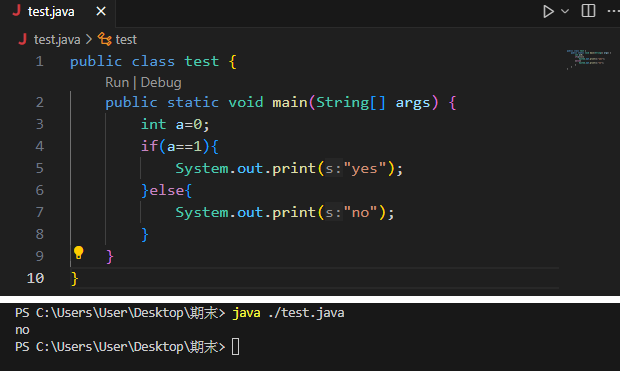 test.java
test.java > test
1 public class test {
Run | Debug
2 public static void main(String[] args) {
3 int a=0;
4 if(a==1){
5 System.out.print(s:"yes");
6 }else{
7 System.out.print(s:"no");
8 }
9 }
10 }
PS C:\Users\User\Desktop\期末> java ./test.java
no
PS C:\Users\User\Desktop\期末>